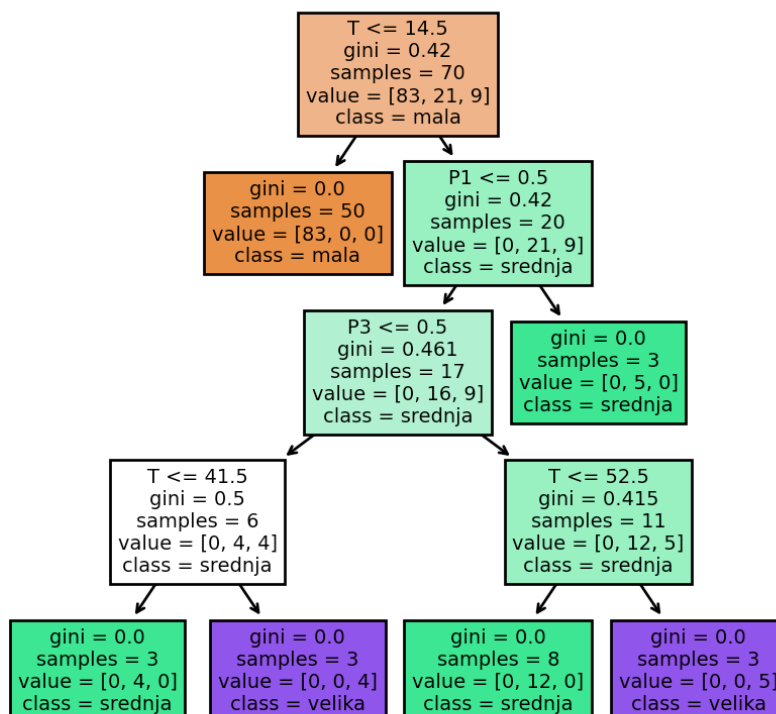 T <= 14.5
gini = 0.42
samples = 70
value = [83, 21, 9]
class = mala
gini = 0.0
samples = 50
value = [83, 0, 0]
class = mala
P1 <= 0.5
gini = 0.42
samples = 20
value = [0, 21, 9]
class = srednja
P3 <= 0.5
gini = 0.461
samples = 17
value = [0, 16, 9]
class = srednja
gini = 0.0
samples = 3
value = [0, 5, 0]
class = srednja
T <= 41.5
gini = 0.5
samples = 6
value = [0, 4, 4]
class = srednja
T <= 52.5
gini = 0.415
samples = 11
value = [0, 12, 5]
class = srednja
gini = 0.0
samples = 3
value = [0, 4, 0]
class = srednja
gini = 0.0
samples = 3
value = [0, 0, 4]
class = velika
gini = 0.0
samples = 8
value = [0, 12, 0]
class = srednja
gini = 0.0
samples = 3
value = [0, 0, 5]
class = velika